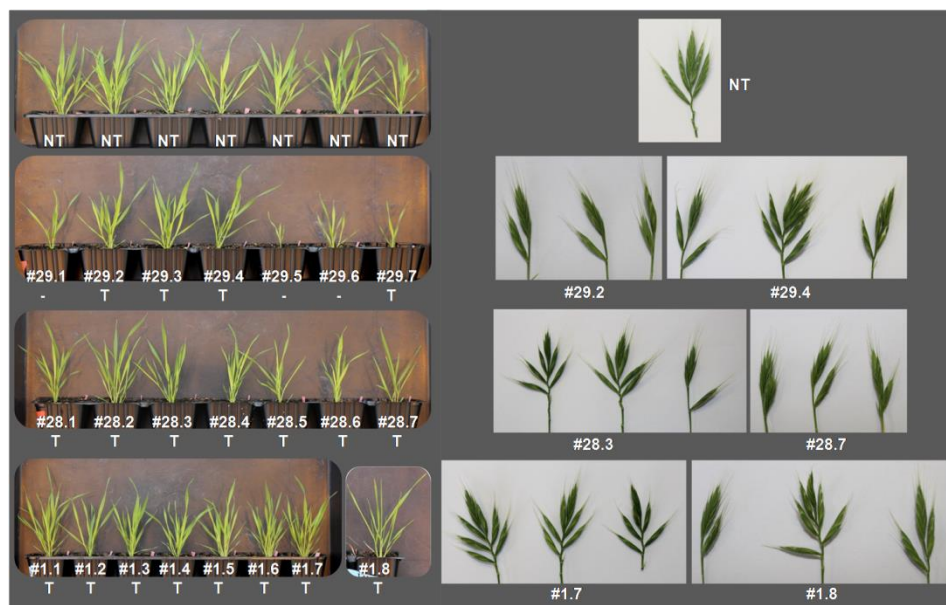 NT NT NT NT NT NT NT
NT
#29.1 #29.2 #29.3 #29.4 #29.5 #29.6 #29.7
- T T T - - T
#29.2 #29.4
#28.1 #28.2 #28.3 #28.4 #28.5 #28.6 #28.7
T T T T T T T
#28.3 #28.7
#1.1 #1.2 #1.3 #1.4 #1.5 #1.6 #1.7 #1.8
T T T T T T T T
#1.7 #1.8